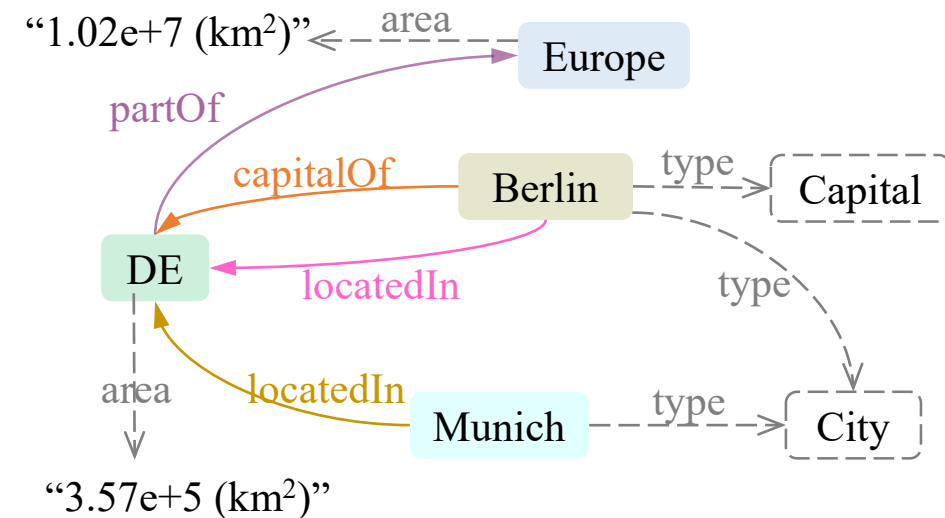 “1.02e+7 (km²)”
area
Europe
partOf
capitalOf
Berlin
type
Capital
DE
locatedIn
type
area
locatedIn
Munich
type
City
“3.57e+5 (km²)”